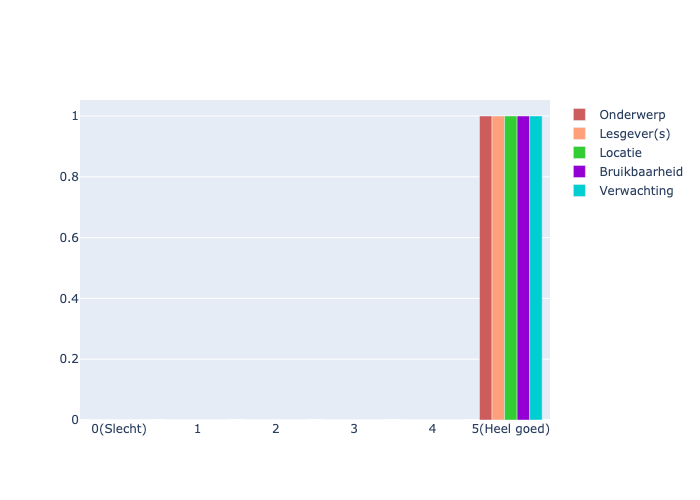 1
0.8
0.6
0.4
0.2
0
0(Slecht)
1
2
3
4
5(Heel goed)
Onderwerp
Lesgever(s)
Locatie
Bruikbaarheid
Verwachting